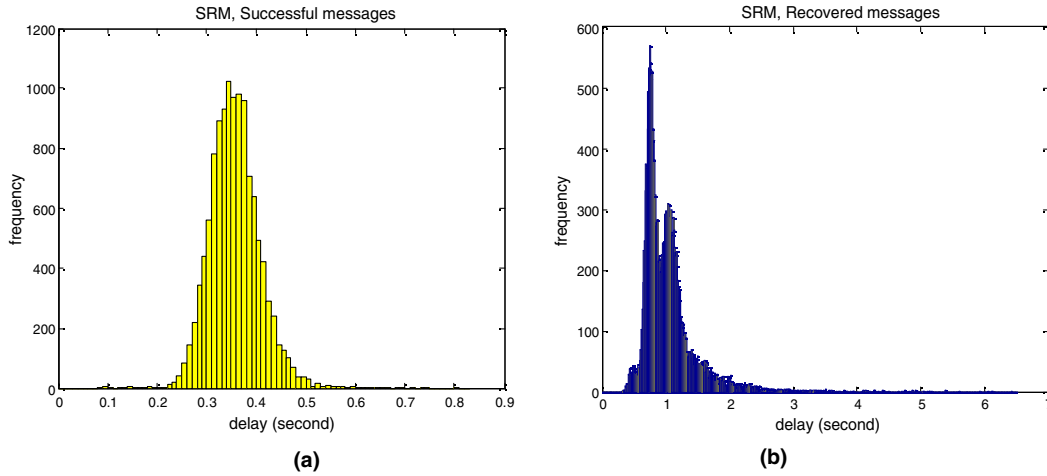 SRM, Successful messages
1200
1000
800
600
400
200
0
frequency
0 0.1 0.2 0.3 0.4 0.5 0.6 0.7 0.8 0.9
delay (second)
(a)
SRM, Recovered messages
600
500
400
300
200
100
0
frequency
0 1 2 3 4 5 6
delay (second)
(b)